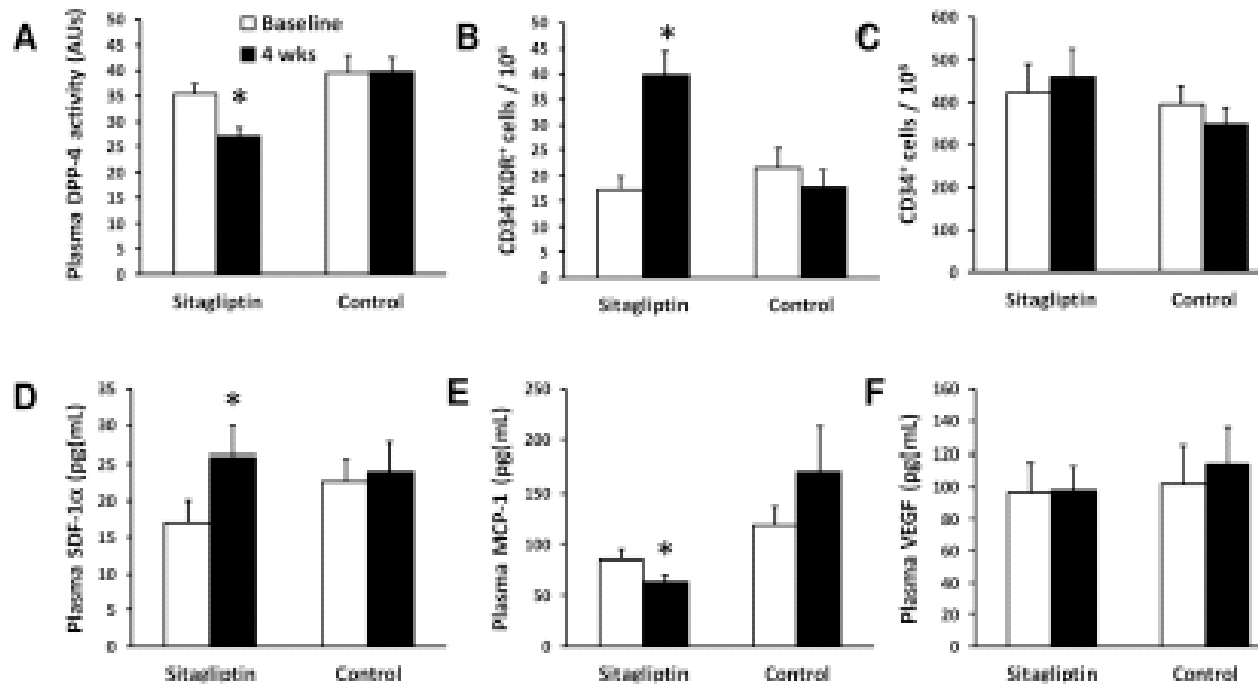 A
Plasma DPP-4 activity (AUs)
50
45
40
35
30
25
20
15
10
5
0
Baseline
4 wks
*
Sitagliptin Control
B
CD34⁺KDR⁺ cells / 10⁶
50
45
40
35
30
25
20
15
10
5
0
*
Sitagliptin Control
C
CD34⁺ cells / 10⁶
600
500
400
300
200
100
0
Sitagliptin Control
D
Plasma SDF-1α (pg[mL)
35
30
25
20
15
10
5
0
*
Sitagliptin Control
E
Plasma MCP-1 (pg[mL)
250
200
150
100
50
0
*
Sitagliptin Control
F
Plasma VEGF (pg[mL)
160
140
120
100
80
60
40
20
0
Sitagliptin Control